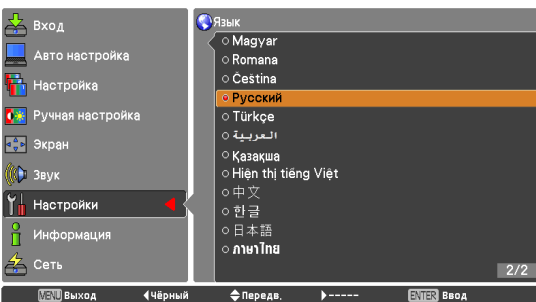 Вход
Авто настройка
Настройка
Ручная настройка
Экран
Звук
Настройки
Информация
Сеть
Язык
Magyar
Romana
Čeština
Русский
Türkçe
العربية
Қазақша
Hiện thị tiếng Việt
中文
한글
日本語
ภาษาไทย
2/2
MENU Выход Чёрный Передв. ----- ENTER Ввод